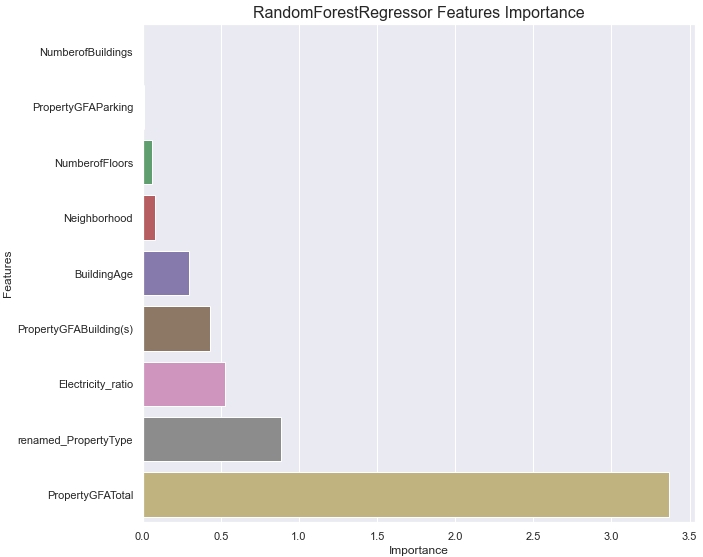 RandomForestRegressor Features Importance
NumberofBuildings
PropertyGFAParking
NumberofFloors
Neighborhood
BuildingAge
PropertyGFABuilding(s)
Electricity_ratio
renamed_PropertyType
PropertyGFATotal
Features
0.0 0.5 1.0 1.5 2.0 2.5 3.0 3.5
Importance